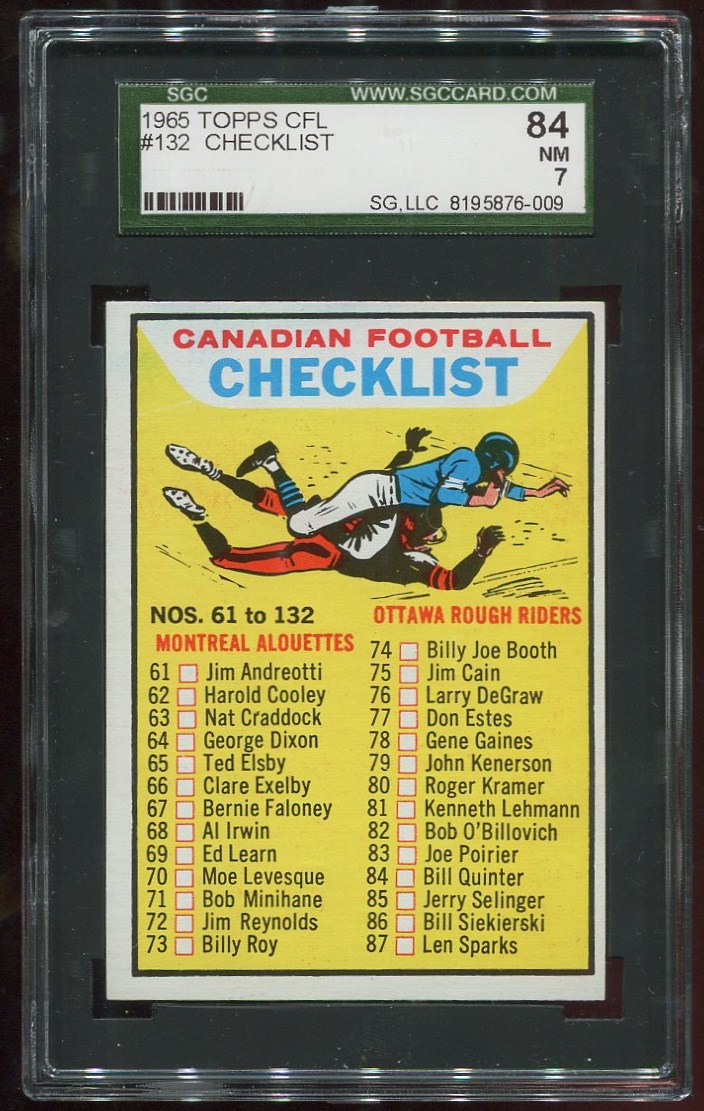 SGC WWW.SGCCARD.COM
1965 TOPPS CFL 84
#132 CHECKLIST NM
7
SG,LLC 8195876-009
CANADIAN FOOTBALL
CHECKLIST
NOS. 61 to 132
MONTREAL ALOUETTES
61 Jim Andreotti
62 Harold Cooley
63 Nat Craddock
64 George Dixon
65 Ted Elsby
66 Clare Exelby
67 Bernie Faloney
68 Al Irwin
69 Ed Learn
70 Moe Levesque
71 Bob Minihane
72 Jim Reynolds
73 Billy Roy
OTTAWA ROUGH RIDERS
74 Billy Joe Booth
75 Jim Cain
76 Larry DeGraw
77 Don Estes
78 Gene Gaines
79 John Kenerson
80 Roger Kramer
81 Kenneth Lehmann
82 Bob O'Billovich
83 Joe Poirier
84 Bill Quinter
85 Jerry Selinger
86 Bill Siekierski
87 Len Sparks